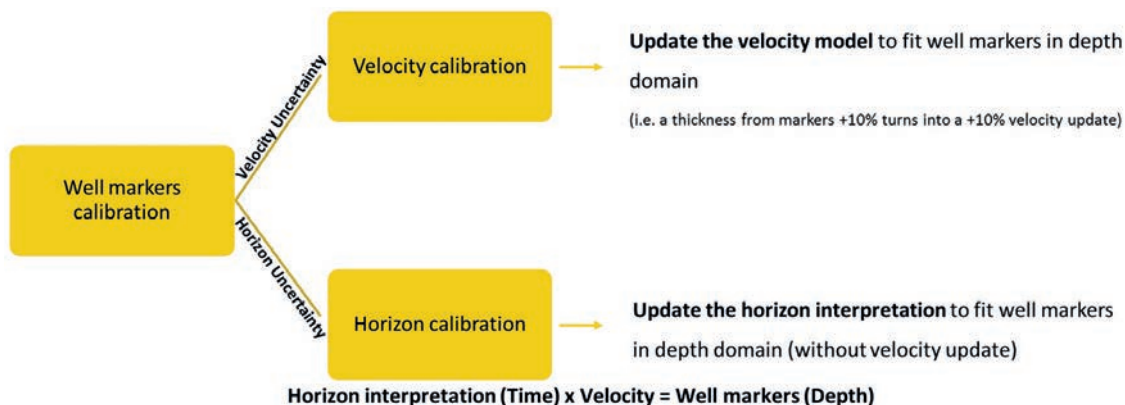 Well markers
calibration
Velocity Uncertainty
Velocity calibration
Update the velocity model to fit well markers in depth
domain
(i.e. a thickness from markers +10% turns into a +10% velocity update)
Horizon Uncertainty
Horizon calibration
Update the horizon interpretation to fit well markers
in depth domain (without velocity update)
Horizon interpretation (Time) x Velocity = Well markers (Depth)